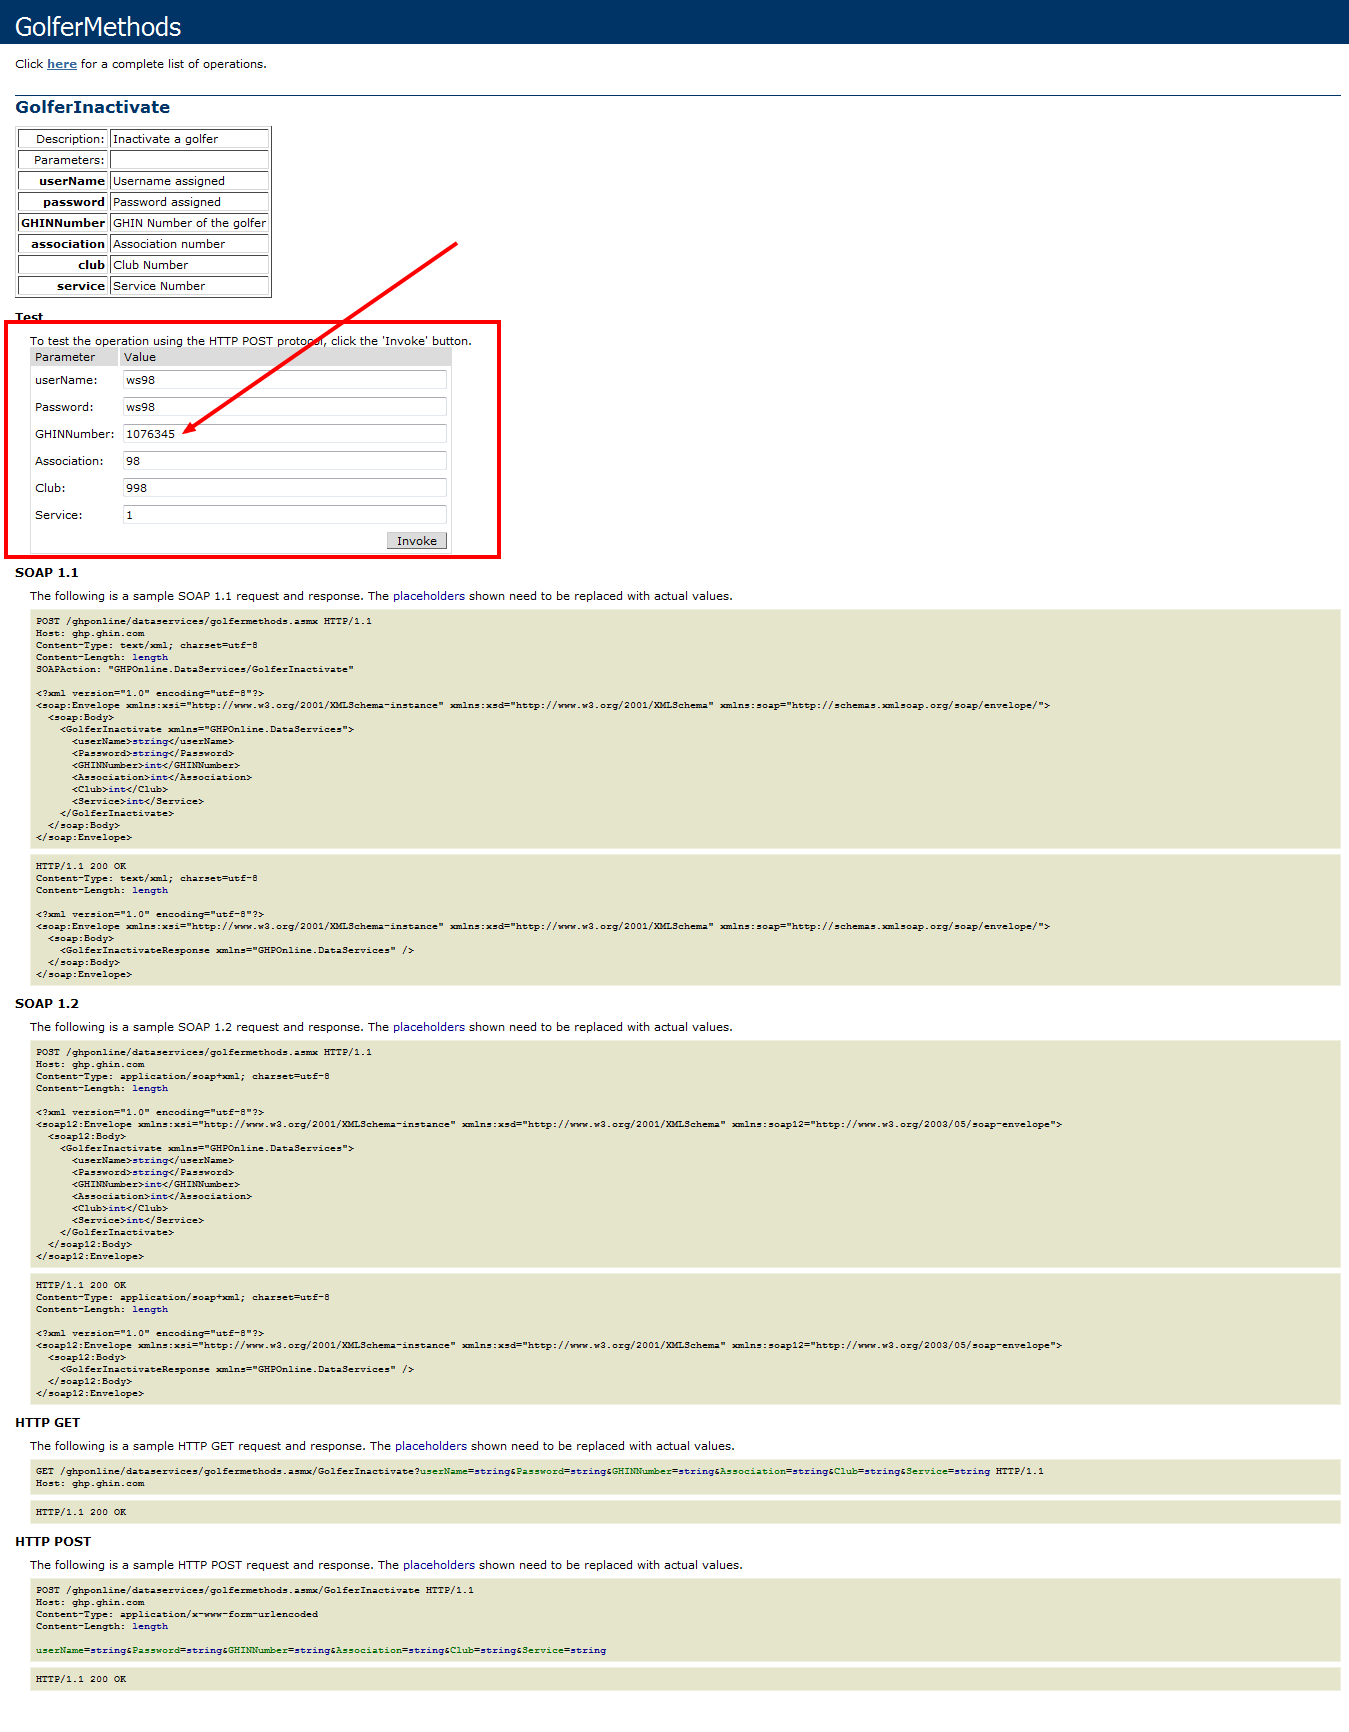 GolferMethods
Click here for a complete list of operations.
GolferInactivate
Description: Inactivate a golfer
Parameters:
userName Username assigned
password Password assigned
GHINNumber GHIN Number of the golfer
association Association number
club Club Number
service Service Number
Test
To test the operation using the HTTP POST protocol, click the 'Invoke' button.
Parameter Value
userName: ws98
Password: ws98
GHINNumber: 1076345
Association: 98
Club: 998
Service: 1
Invoke
SOAP 1.1
The following is a sample SOAP 1.1 request and response. The placeholders shown need to be replaced with actual values.
POST /ghponline/dataservices/golfermethods.asmx HTTP/1.1
Host: ghp.ghin.com
Content-Type: text/xml; charset=utf-8
Content-Length: length
SOAPAction: "GHPOnline.DataServices/GolferInactivate"
<?xml version="1.0" encoding="utf-8"?>
<soap:Envelope xmlns:xsi="http://www.w3.org/2001/XMLSchema-instance" xmlns:xsd="http://www.w3.org/2001/XMLSchema" xmlns:soap="http://schemas.xmlsoap.org/soap/envelope/">
<soap:Body>
<GolferInactivate xmlns="GHPOnline.DataServices">
<userName>string</userName>
<Password>string</Password>
<GHINNumber>int</GHINNumber>
<Association>int</Association>
<Club>int</Club>
<Service>int</Service>
</GolferInactivate>
</soap:Body>
</soap:Envelope>
HTTP/1.1 200 OK
Content-Type: text/xml; charset=utf-8
Content-Length: length
<?xml version="1.0" encoding="utf-8"?>
<soap:Envelope xmlns:xsi="http://www.w3.org/2001/XMLSchema-instance" xmlns:xsd="http://www.w3.org/2001/XMLSchema" xmlns:soap="http://schemas.xmlsoap.org/soap/envelope/">
<soap:Body>
<GolferInactivateResponse xmlns="GHPOnline.DataServices" />
</soap:Body>
</soap:Envelope>
SOAP 1.2
The following is a sample SOAP 1.2 request and response. The placeholders shown need to be replaced with actual values.
POST /ghponline/dataservices/golfermethods.asmx HTTP/1.1
Host: ghp.ghin.com
Content-Type: application/soap+xml; charset=utf-8
Content-Length: length
<?xml version="1.0" encoding="utf-8"?>
<soap12:Envelope xmlns:xsi="http://www.w3.org/2001/XMLSchema-instance" xmlns:xsd="http://www.w3.org/2001/XMLSchema" xmlns:soap12="http://www.w3.org/2003/05/soap-envelope">
<soap12:Body>
<GolferInactivate xmlns="GHPOnline.DataServices">
<userName>string</userName>
<Password>string</Password>
<GHINNumber>int</GHINNumber>
<Association>int</Association>
<Club>int</Club>
<Service>int</Service>
</GolferInactivate>
</soap12:Body>
</soap12:Envelope>
HTTP/1.1 200 OK
Content-Type: application/soap+xml; charset=utf-8
Content-Length: length
<?xml version="1.0" encoding="utf-8"?>
<soap12:Envelope xmlns:xsi="http://www.w3.org/2001/XMLSchema-instance" xmlns:xsd="http://www.w3.org/2001/XMLSchema" xmlns:soap12="http://www.w3.org/2003/05/soap-envelope">
<soap12:Body>
<GolferInactivateResponse xmlns="GHPOnline.DataServices" />
</soap12:Body>
</soap12:Envelope>
HTTP GET
The following is a sample HTTP GET request and response. The placeholders shown need to be replaced with actual values.
GET /ghponline/dataservices/golfermethods.asmx/GolferInactivate?userName=string&Password=string&GHINNumber=string&Association=string&Club=string&Service=string HTTP/1.1
Host: ghp.ghin.com
HTTP/1.1 200 OK
HTTP POST
The following is a sample HTTP POST request and response. The placeholders shown need to be replaced with actual values.
POST /ghponline/dataservices/golfermethods.asmx/GolferInactivate HTTP/1.1
Host: ghp.ghin.com
Content-Type: application/x-www-form-urlencoded
Content-Length: length
userName=string&Password=string&GHINNumber=string&Association=string&Club=string&Service=string
HTTP/1.1 200 OK